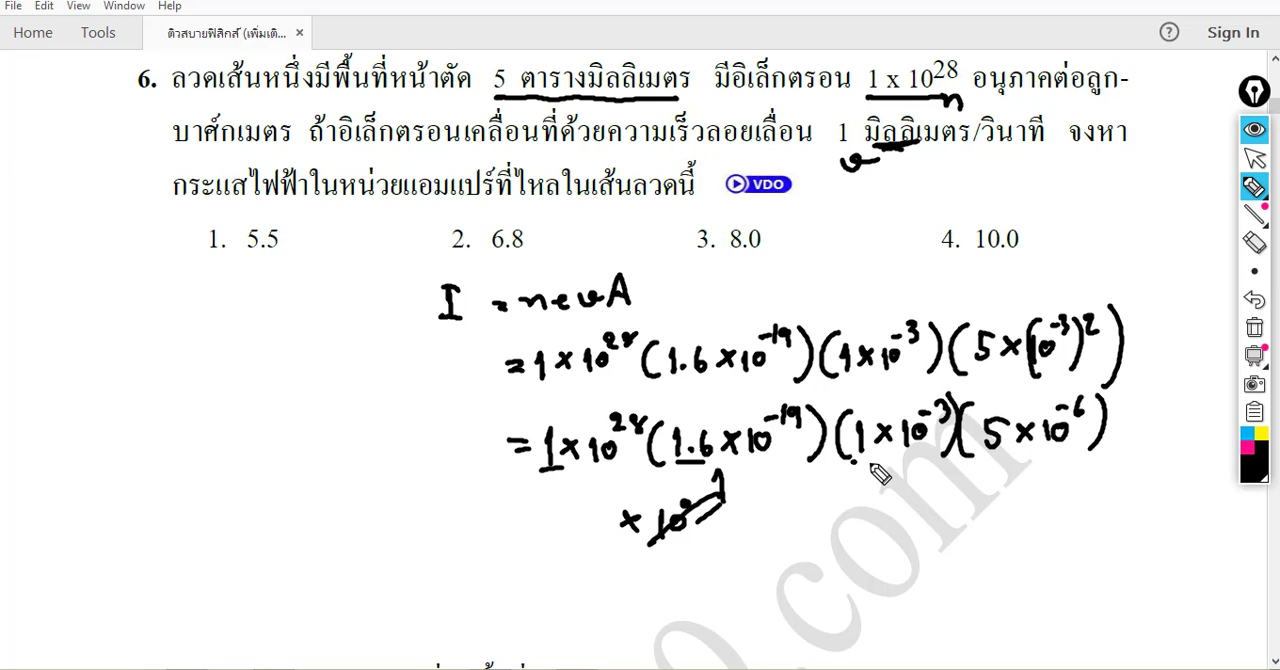 File Edit View Window Help
Home Tools ติวสบายฟิสิกส์ (เพิ่มเติ... × ? Sign In
6. ลวดเส้นหนึ่งมีพื้นที่หน้าตัด 5 ตารางมิลลิเมตร มีอิเล็กตรอน 1 x 10²⁸ อนุภาคต่อลูก-
n
บาศ์กเมตร ถ้าอิเล็กตรอนเคลื่อนที่ด้วยความเร็วลอยเลื่อน 1 มิลลิเมตร/วินาที จงหา
v
กระแสไฟฟ้าในหน่วยแอมแปร์ที่ไหลในเส้นลวดนี้ VDO
1. 5.5 2. 6.8 3. 8.0 4. 10.0
I = nevA
= 1 × 10²⁸ (1.6 × 10⁻¹⁹)(1 × 10⁻³)(5 × (10⁻³)²)
= 1 × 10²⁸ (1.6 × 10⁻¹⁹)(1 × 10⁻³)(5 × 10⁻⁶)
× 10⁹
.com